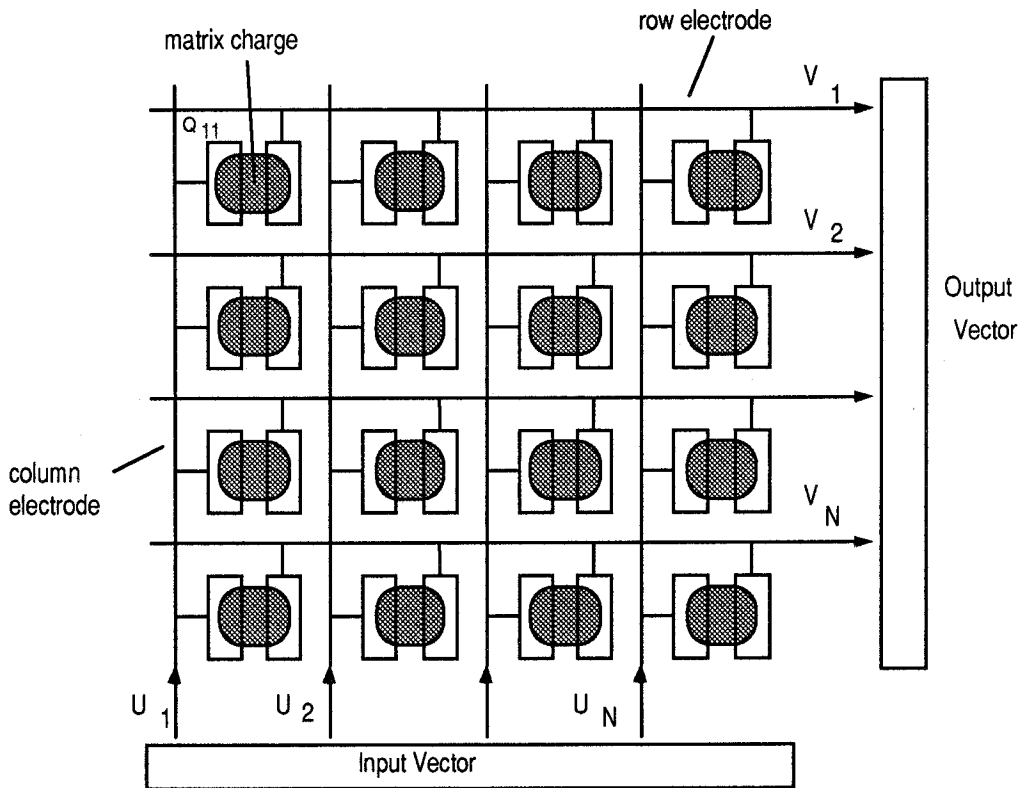 row electrode
matrix charge
V 1
Q 11
V 2
Output
Vector
column
electrode
V N
U 1
U 2
U N
Input Vector